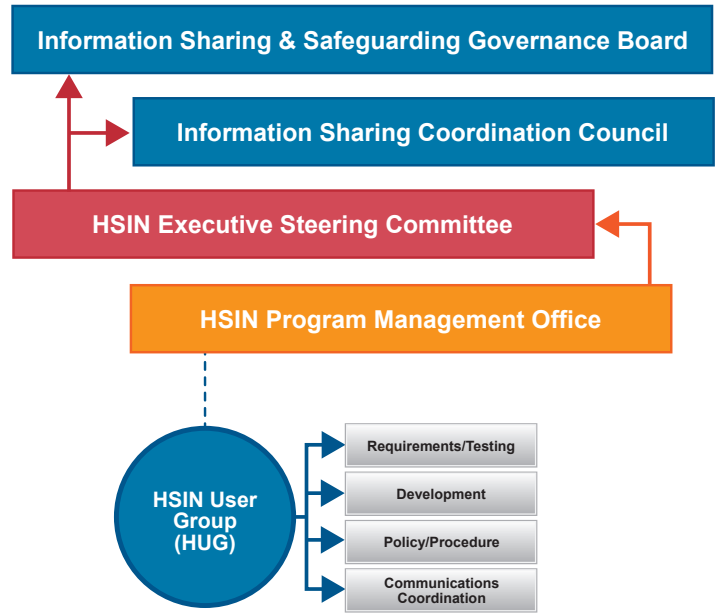 Information Sharing & Safeguarding Governance Board
Information Sharing Coordination Council
HSIN Executive Steering Committee
HSIN Program Management Office
HSIN User
Group
(HUG)
Requirements/Testing
Development
Policy/Procedure
Communications
Coordination